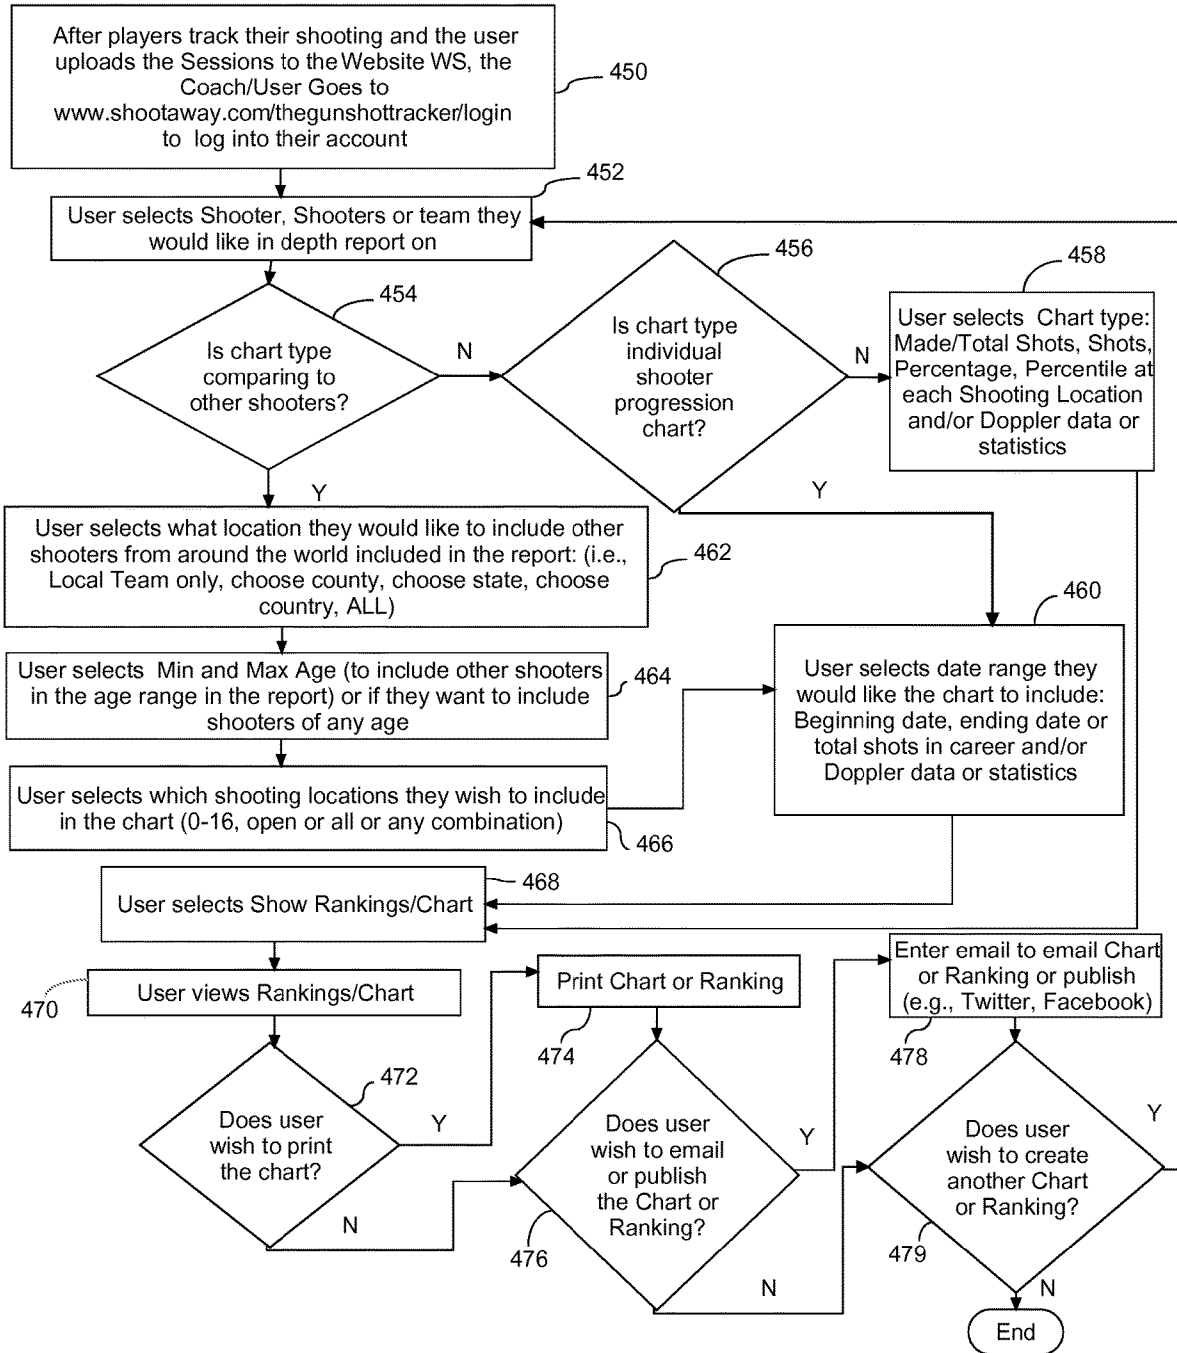 After players track their shooting and the user
uploads the Sessions to the Website WS, the
Coach/User Goes to
www.shootaway.com/thegunshottracker/login
to log into their account
450
452
User selects Shooter, Shooters or team they
would like in depth report on
454
Is chart type
comparing to
other shooters?
N
Y
456
Is chart type
individual
shooter
progression
chart?
N
Y
458
User selects Chart type:
Made/Total Shots, Shots,
Percentage, Percentile at
each Shooting Location
and/or Doppler data or
statistics
User selects what location they would like to include other
shooters from around the world included in the report: (i.e.,
Local Team only, choose county, choose state, choose
country, ALL)
462
460
User selects date range they
would like the chart to include:
Beginning date, ending date or
total shots in career and/or
Doppler data or statistics
User selects Min and Max Age (to include other shooters
in the age range in the report) or if they want to include
shooters of any age
464
User selects which shooting locations they wish to include
in the chart (0-16, open or all or any combination)
466
468
User selects Show Rankings/Chart
User views Rankings/Chart
470
472
Does user
wish to print
the chart?
Y
N
Print Chart or Ranking
474
Does user
wish to email
or publish
the Chart or
Ranking?
476
Y
N
Enter email to email Chart
or Ranking or publish
(e.g., Twitter, Facebook)
478
Does user
wish to create
another Chart
or Ranking?
479
Y
N
End